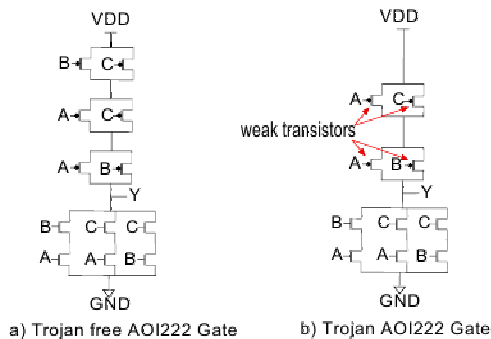 VDD
B C
A C
A B
Y
B C C
A A B
GND
a) Trojan free AOI222 Gate
VDD
A C
weak transistors
A B
Y
B C C
A A B
GND
b) Trojan AOI222 Gate